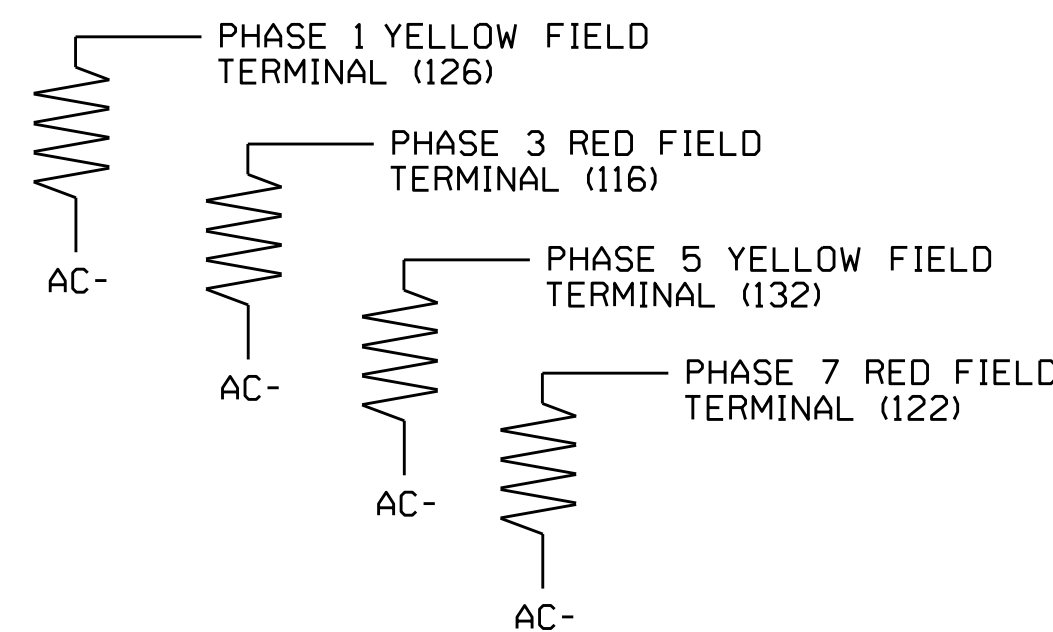 PHASE 1 YELLOW FIELD
TERMINAL (126)
AC-
PHASE 3 RED FIELD
TERMINAL (116)
AC-
PHASE 5 YELLOW FIELD
TERMINAL (132)
AC-
PHASE 7 RED FIELD
TERMINAL (122)
AC-